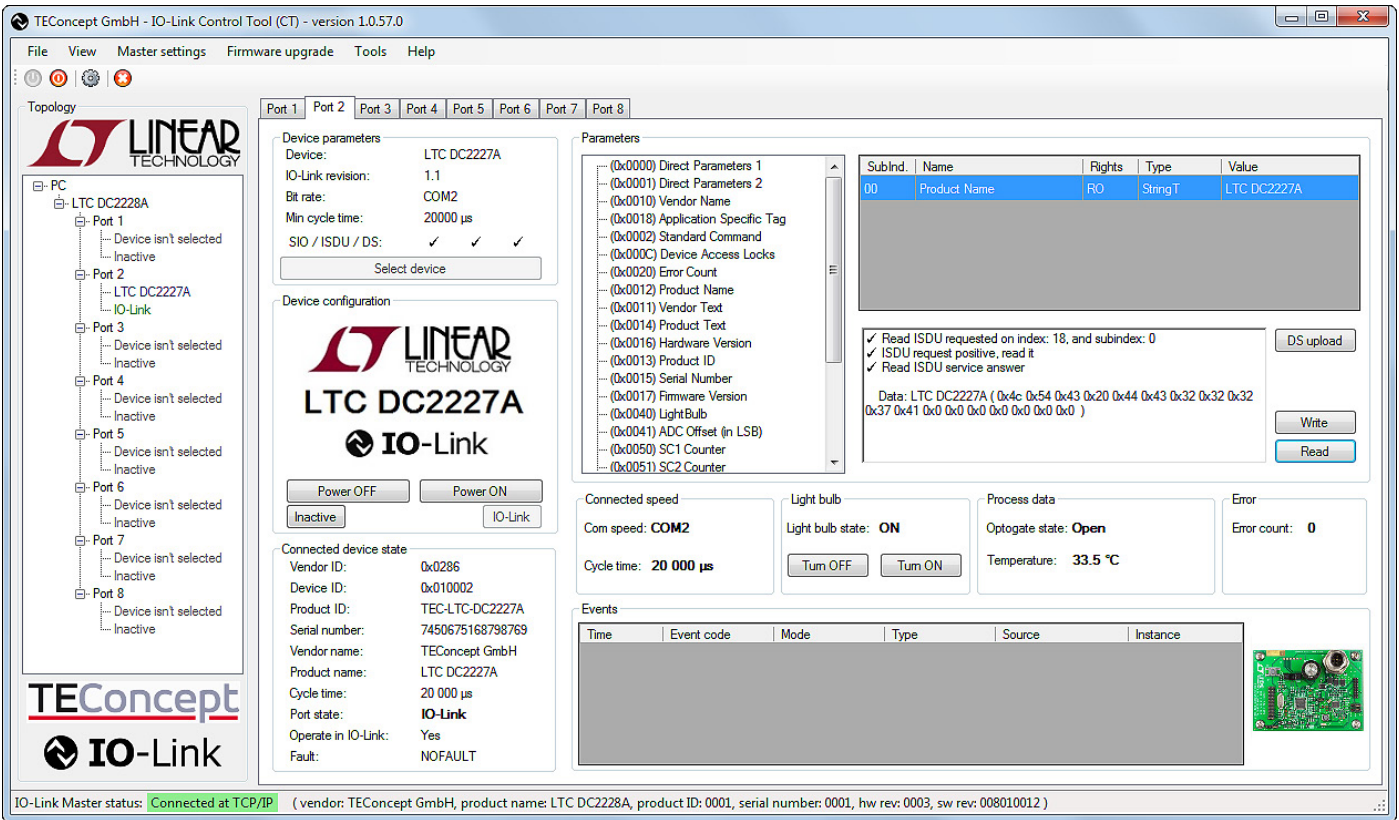 TEConcept GmbH - IO-Link Control Tool (CT) - version 1.0.57.0
File View Master settings Firmware upgrade Tools Help
Topology
LINEAR
TECHNOLOGY
PC
LTC DC2228A
Port 1
Device isn't selected
Inactive
Port 2
LTC DC2227A
IO-Link
Port 3
Device isn't selected
Inactive
Port 4
Device isn't selected
Inactive
Port 5
Device isn't selected
Inactive
Port 6
Device isn't selected
Inactive
Port 7
Device isn't selected
Inactive
Port 8
Device isn't selected
Inactive
TEConcept
IO-Link
Port 1 Port 2 Port 3 Port 4 Port 5 Port 6 Port 7 Port 8
Device parameters
Device: LTC DC2227A
IO-Link revision: 1.1
Bit rate: COM2
Min cycle time: 20000 µs
SIO / ISDU / DS: ✓ ✓ ✓
Select device
Device configuration
LINEAR
TECHNOLOGY
LTC DC2227A
IO-Link
Power OFF Power ON
Inactive IO-Link
Connected device state
Vendor ID: 0x0286
Device ID: 0x010002
Product ID: TEC-LTC-DC2227A
Serial number: 7450675168798769
Vendor name: TEConcept GmbH
Product name: LTC DC2227A
Cycle time: 20 000 µs
Port state: IO-Link
Operate in IO-Link: Yes
Fault: NOFAULT
Parameters
(0x0000) Direct Parameters 1
(0x0001) Direct Parameters 2
(0x0010) Vendor Name
(0x0018) Application Specific Tag
(0x0002) Standard Command
(0x000C) Device Access Locks
(0x0020) Error Count
(0x0012) Product Name
(0x0011) Vendor Text
(0x0014) Product Text
(0x0016) Hardware Version
(0x0013) Product ID
(0x0015) Serial Number
(0x0017) Firmware Version
(0x0040) LightBulb
(0x0041) ADC Offset (in LSB)
(0x0050) SC1 Counter
(0x0051) SC2 Counter
SubInd. Name Rights Type Value
00 Product Name RO StringT LTC DC2227A
✓ Read ISDU requested on index: 18, and subindex: 0
✓ ISDU request positive, read it
✓ Read ISDU service answer
Data: LTC DC2227A ( 0x4c 0x54 0x43 0x20 0x44 0x43 0x32 0x32 0x32
0x37 0x41 0x0 0x0 0x0 0x0 0x0 0x0 0x0 )
DS upload
Write
Read
Connected speed
Com speed: COM2
Cycle time: 20 000 µs
Light bulb
Light bulb state: ON
Turn OFF Turn ON
Process data
Optogate state: Open
Temperature: 33.5 °C
Error
Error count: 0
Events
Time Event code Mode Type Source Instance
IO-Link Master status: Connected at TCP/IP ( vendor: TEConcept GmbH, product name: LTC DC2228A, product ID: 0001, serial number: 0001, hw rev: 0003, sw rev: 008010012 )